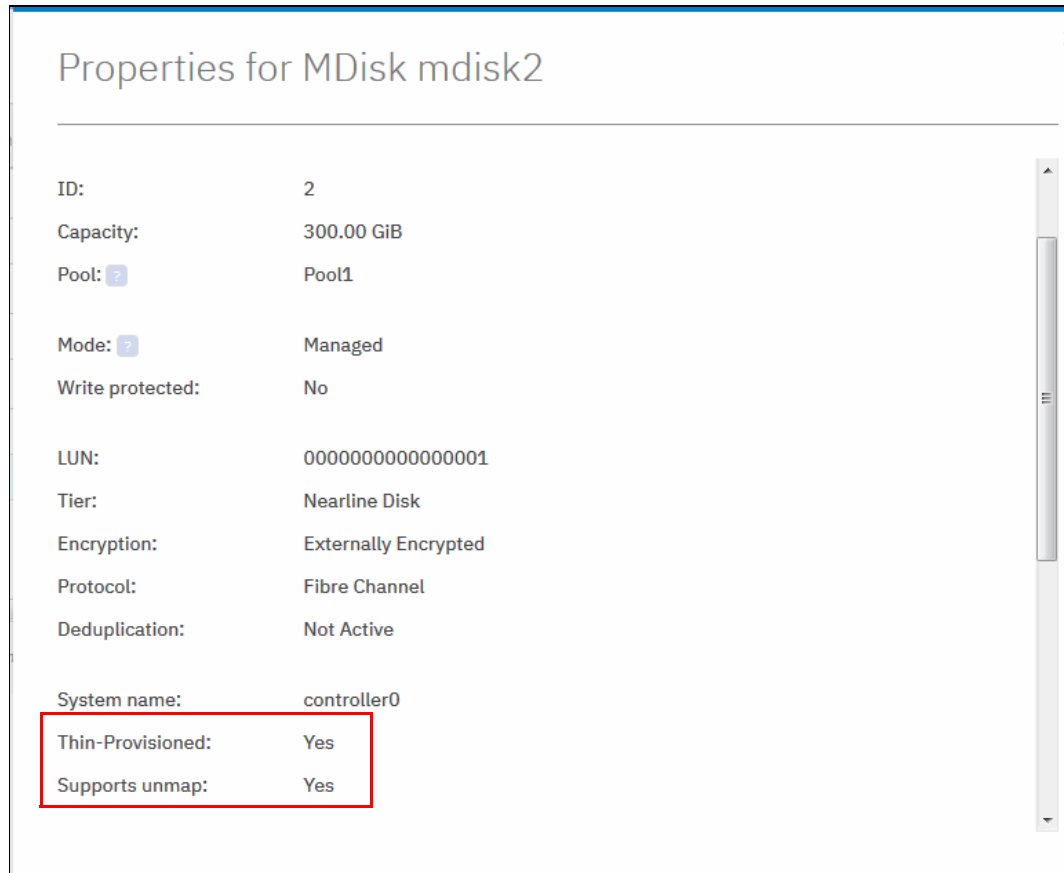 Properties for MDisk mdisk2
ID: 2
Capacity: 300.00 GiB
Pool: ? Pool1
Mode: ? Managed
Write protected: No
LUN: 0000000000000001
Tier: Nearline Disk
Encryption: Externally Encrypted
Protocol: Fibre Channel
Deduplication: Not Active
System name: controller0
Thin-Provisioned: Yes
Supports unmap: Yes